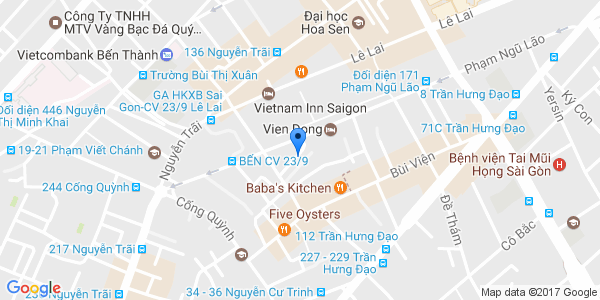 Công Ty TNHH
MTV Vàng Bạc Đá Quý...
Đại học
Hoa Sen
Lê Lai
Vietcombank Bến Thành
136 Nguyễn Trãi
Lê Lai
Phạm Ngũ Lão
Trường Bùi Thị Xuân
Đối diện 171
Phạm Ngũ Lão
GA HKXB Sai
Gon-CV 23/9 Lê Lai
8 Trần Hưng Đạo
Yersin
Ký Con
Đối diện 446 Nguyễn
Thị Minh Khai
Vietnam Inn Saigon
Nguyễn Trãi
Vien Dong
71C Trần Hưng Đạo
19-21 Phạm Viết Chánh
BẾN CV 23/9
Bùi Viện
Bệnh viện Tai Mũi
Họng Sài Gòn
244 Cống Quỳnh
Baba's Kitchen
Cống Quỳnh
Five Oysters
Đề Thám
Cô Bắc
112 Trần Hưng Đạo
217 Nguyễn Trãi
227 - 229 Trần
Hưng Đạo
Google
Nguyễn Trãi
34 - 36 Nguyễn Cư Trinh
Map data ©2017 Google